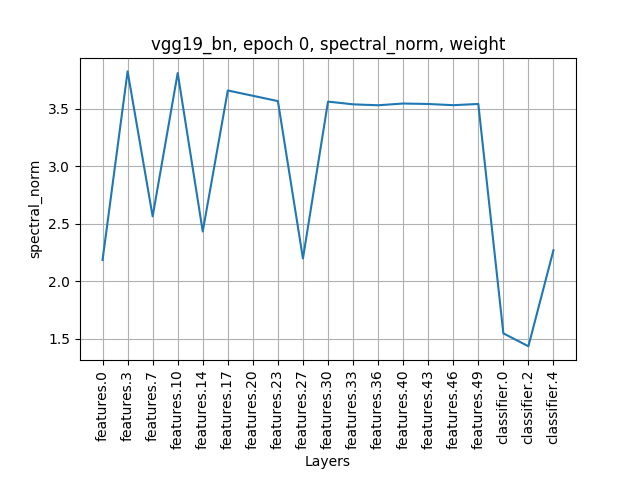 vgg19_bn, epoch 0, spectral_norm, weight
spectral_norm
3.5
3.0
2.5
2.0
1.5
features.0
features.3
features.7
features.10
features.14
features.17
features.20
features.23
features.27
features.30
features.33
features.36
features.40
features.43
features.46
features.49
classifier.0
classifier.2
classifier.4
Layers